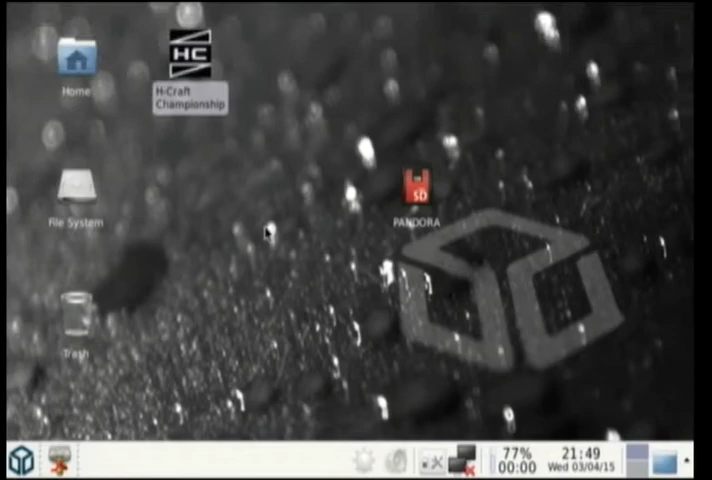 Home
HC
H-Craft
Championship
File System
SD
PANDORA
Trash
77%
00:00
21:49
Wed 03/04/15